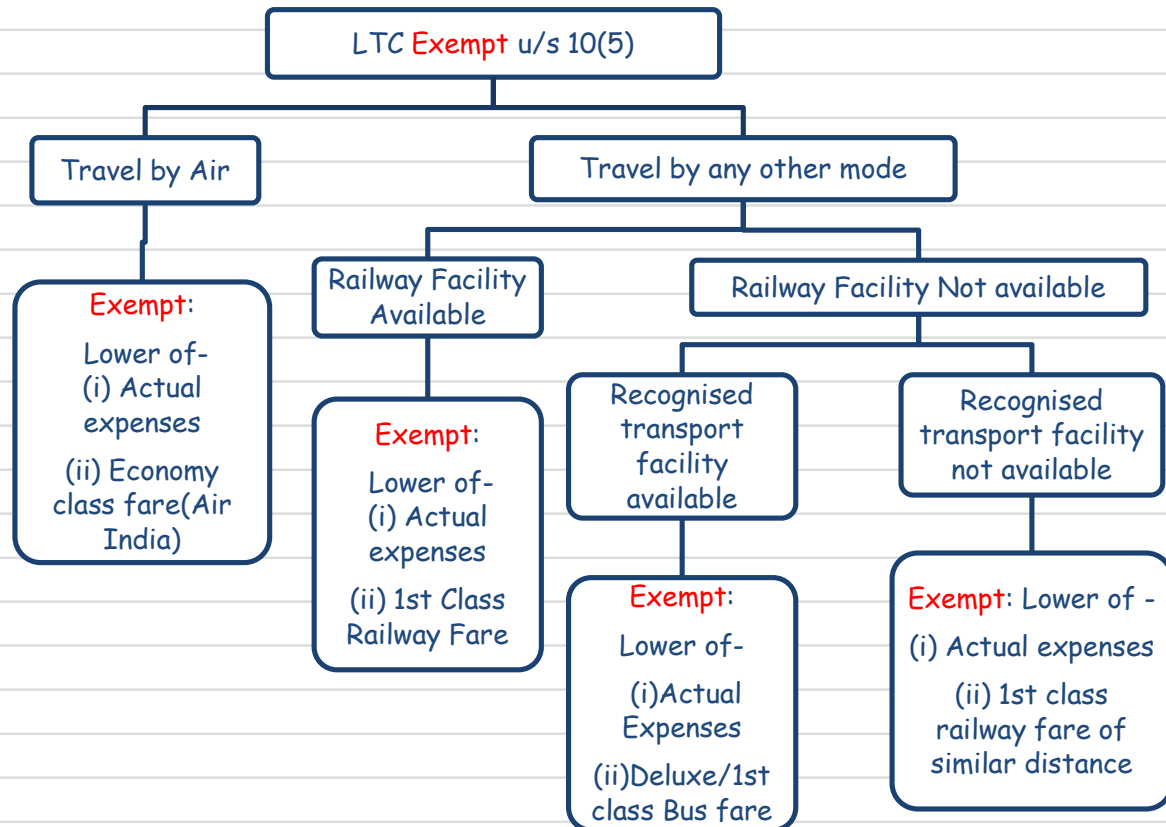 LTC Exempt u/s 10(5)
Travel by Air
Travel by any other mode
Exempt:
Lower of-
(i) Actual
expenses
(ii) Economy
class fare(Air
India)
Railway Facility
Available
Exempt:
Lower of-
(i) Actual
expenses
(ii) 1st Class
Railway Fare
Railway Facility Not available
Recognised
transport
facility
available
Exempt:
Lower of-
(i)Actual
Expenses
(ii)Deluxe/1st
class Bus fare
Recognised
transport facility
not available
Exempt: Lower of -
(i) Actual expenses
(ii) 1st class
railway fare of
similar distance